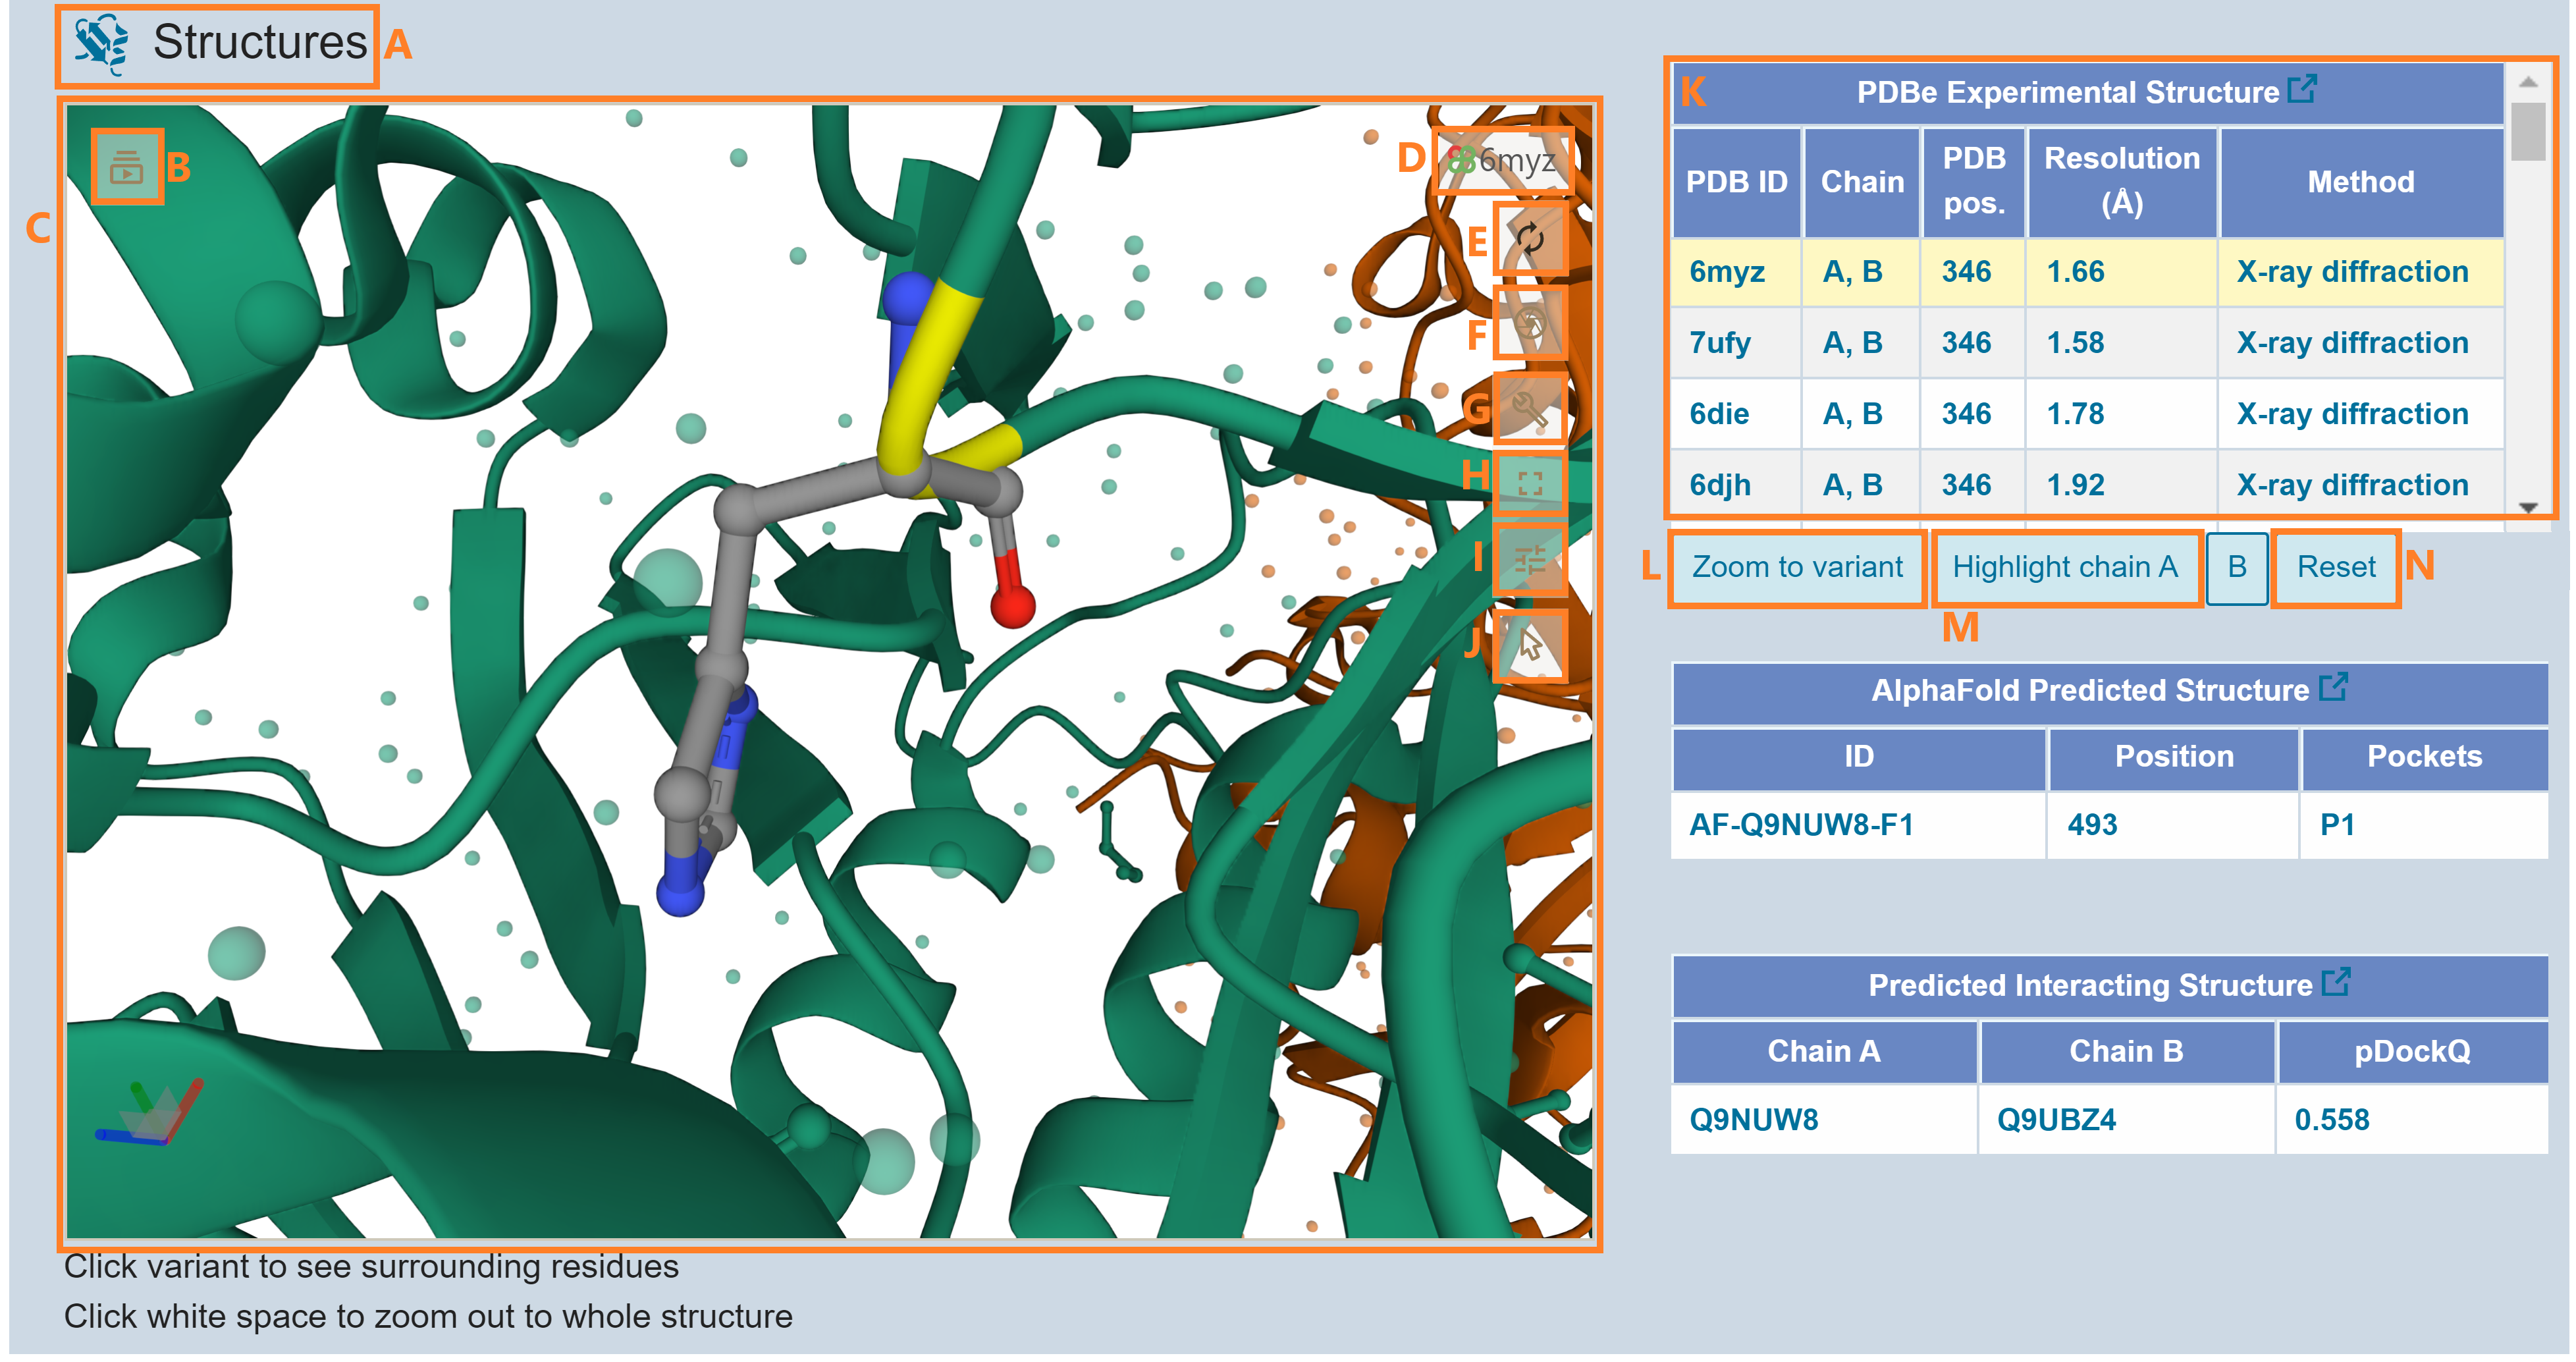 Structures A
B
C
D 6myz
E
F
G
H
I
J
K PDBe Experimental Structure
PDB ID Chain PDB pos. Resolution (Å) Method
6myz A, B 346 1.66 X-ray diffraction
7ufy A, B 346 1.58 X-ray diffraction
6die A, B 346 1.78 X-ray diffraction
6djh A, B 346 1.92 X-ray diffraction
L Zoom to variant Highlight chain A B Reset N
M
AlphaFold Predicted Structure
ID Position Pockets
AF-Q9NUW8-F1 493 P1
Predicted Interacting Structure
Chain A Chain B pDockQ
Q9NUW8 Q9UBZ4 0.558
Click variant to see surrounding residues
Click white space to zoom out to whole structure